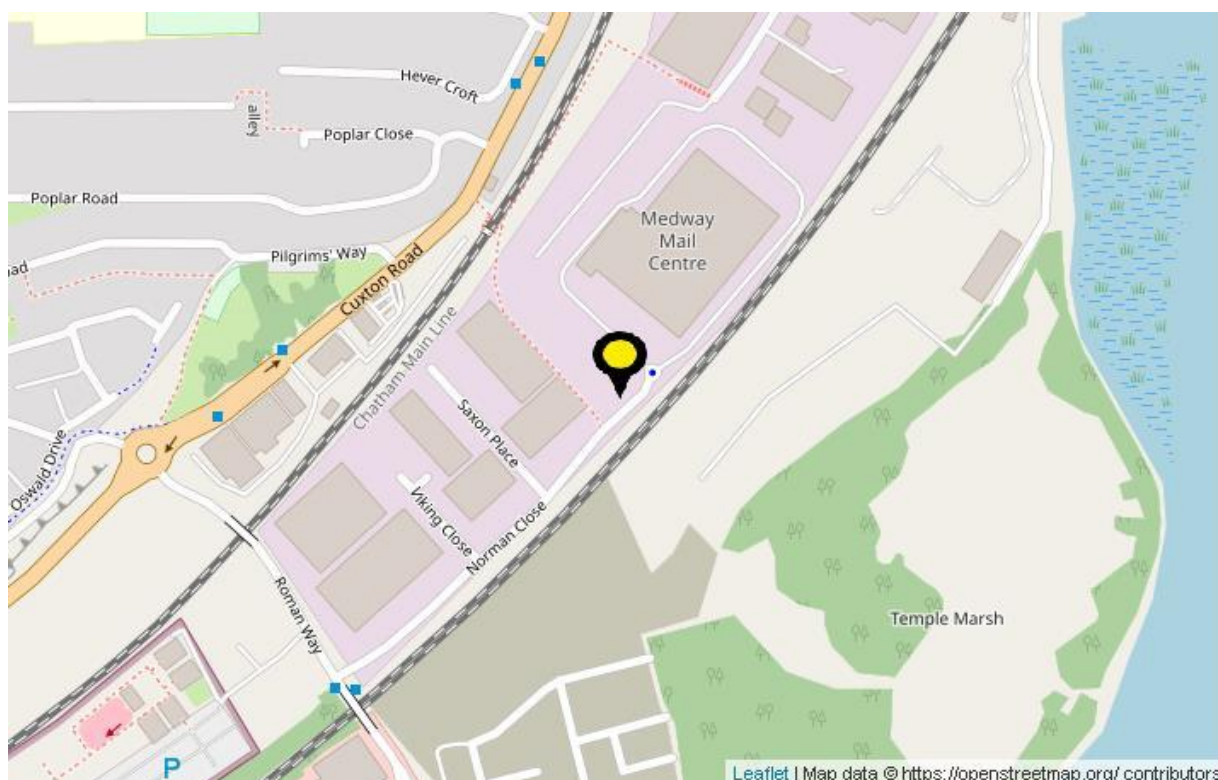 Hever Croft
alley
Poplar Close
Poplar Road
Pilgrims' Way
Cuxton Road
oad
Medway
Mail
Centre
Chatham Main Line
Saxon Place
Oswald Drive
Viking Close
Norman Close
Roman Way
Temple Marsh
P
Leaflet | Map data © https://openstreetmap.org/ contributors